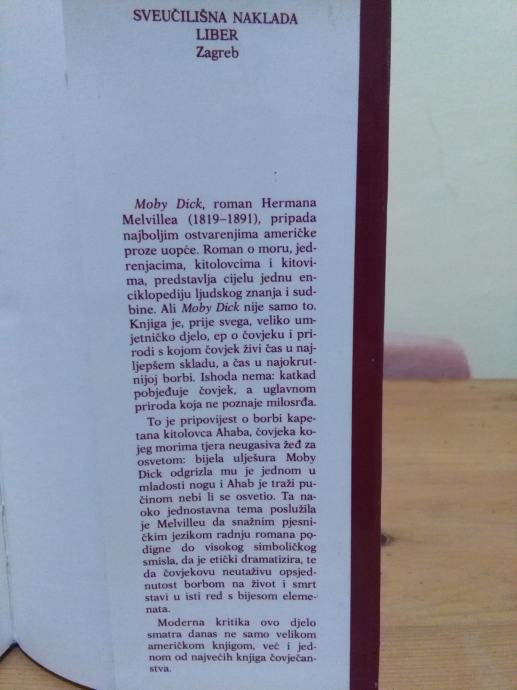 SVEUČILIŠNA NAKLADA
LIBER
Zagreb
Moby Dick, roman Hermana
Melvillea (1819–1891), pripada
najboljim ostvarenjima američke
proze uopće. Roman o moru, jed-
renjacima, kitolovcima i kitovi-
ma, predstavlja cijelu jednu en-
ciklopediju ljudskog znanja i sud-
bine. Ali Moby Dick nije samo to.
Knjiga je, prije svega, veliko um-
jetničko djelo, ep o čovjeku i pri-
rodi s kojom čovjek živi čas u naj-
ljepšem skladu, a čas u najokrut-
nijoj borbi. Ishoda nema: katkad
pobjeđuje čovjek, a uglavnom
priroda koja ne poznaje milosrđa.
To je pripovijest o borbi kape-
tana kitolovca Ahaba, čovjeka ko-
jeg morima tjera neugasiva žeđ za
osvetom: bijela ulješura Moby
Dick odgrizla mu je jednom u
mladosti nogu i Ahab je traži pu-
činom nebi li se osvetio. Ta na-
oko jednostavna tema poslužila
je Melvilleu da snažnim pjesni-
čkim jezikom radnju romana po-
digne do visokog simboličkog
smisla, da je etički dramatizira, te
da čovjekovu neutaživu opsjed-
nutost borbom na život i smrt
stavi u isti red s bijesom eleme-
nata.
Moderna kritika ovo djelo
smatra danas ne samo velikom
američkom knjigom, već i jed-
nom od najvećih knjiga čovječan-
stva.